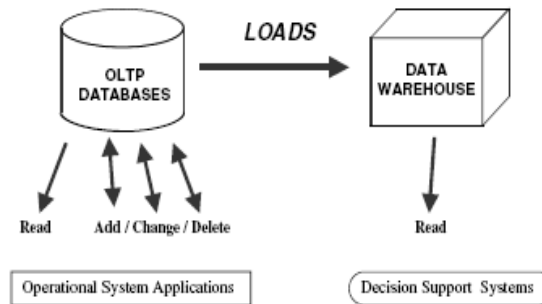 LOADS
OLTP
DATABASES
DATA
WAREHOUSE
Read
Add / Change / Delete
Read
Operational System Applications
Decision Support Systems